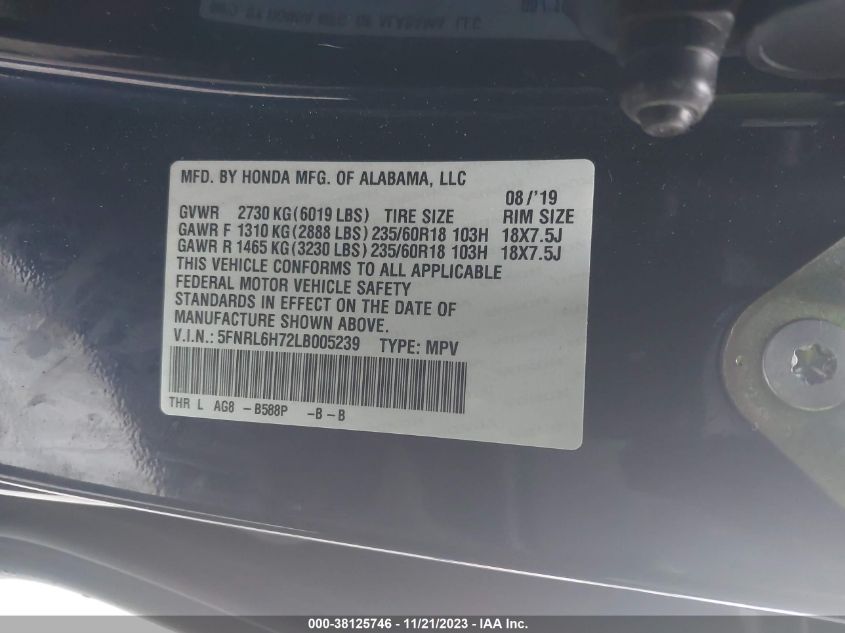 MFD. BY HONDA MFG. OF ALABAMA, LLC
08/'19
GVWR 2730 KG(6019 LBS) TIRE SIZE RIM SIZE
GAWR F 1310 KG(2888 LBS) 235/60R18 103H 18X7.5J
GAWR R 1465 KG(3230 LBS) 235/60R18 103H 18X7.5J
THIS VEHICLE CONFORMS TO ALL APPLICABLE
FEDERAL MOTOR VEHICLE SAFETY
STANDARDS IN EFFECT ON THE DATE OF
MANUFACTURE SHOWN ABOVE.
V.I.N.: 5FNRL6H72LB005239 TYPE: MPV
THR L AG8 -B588P -B-B
000-38125746 - 11/21/2023 - IAA Inc.